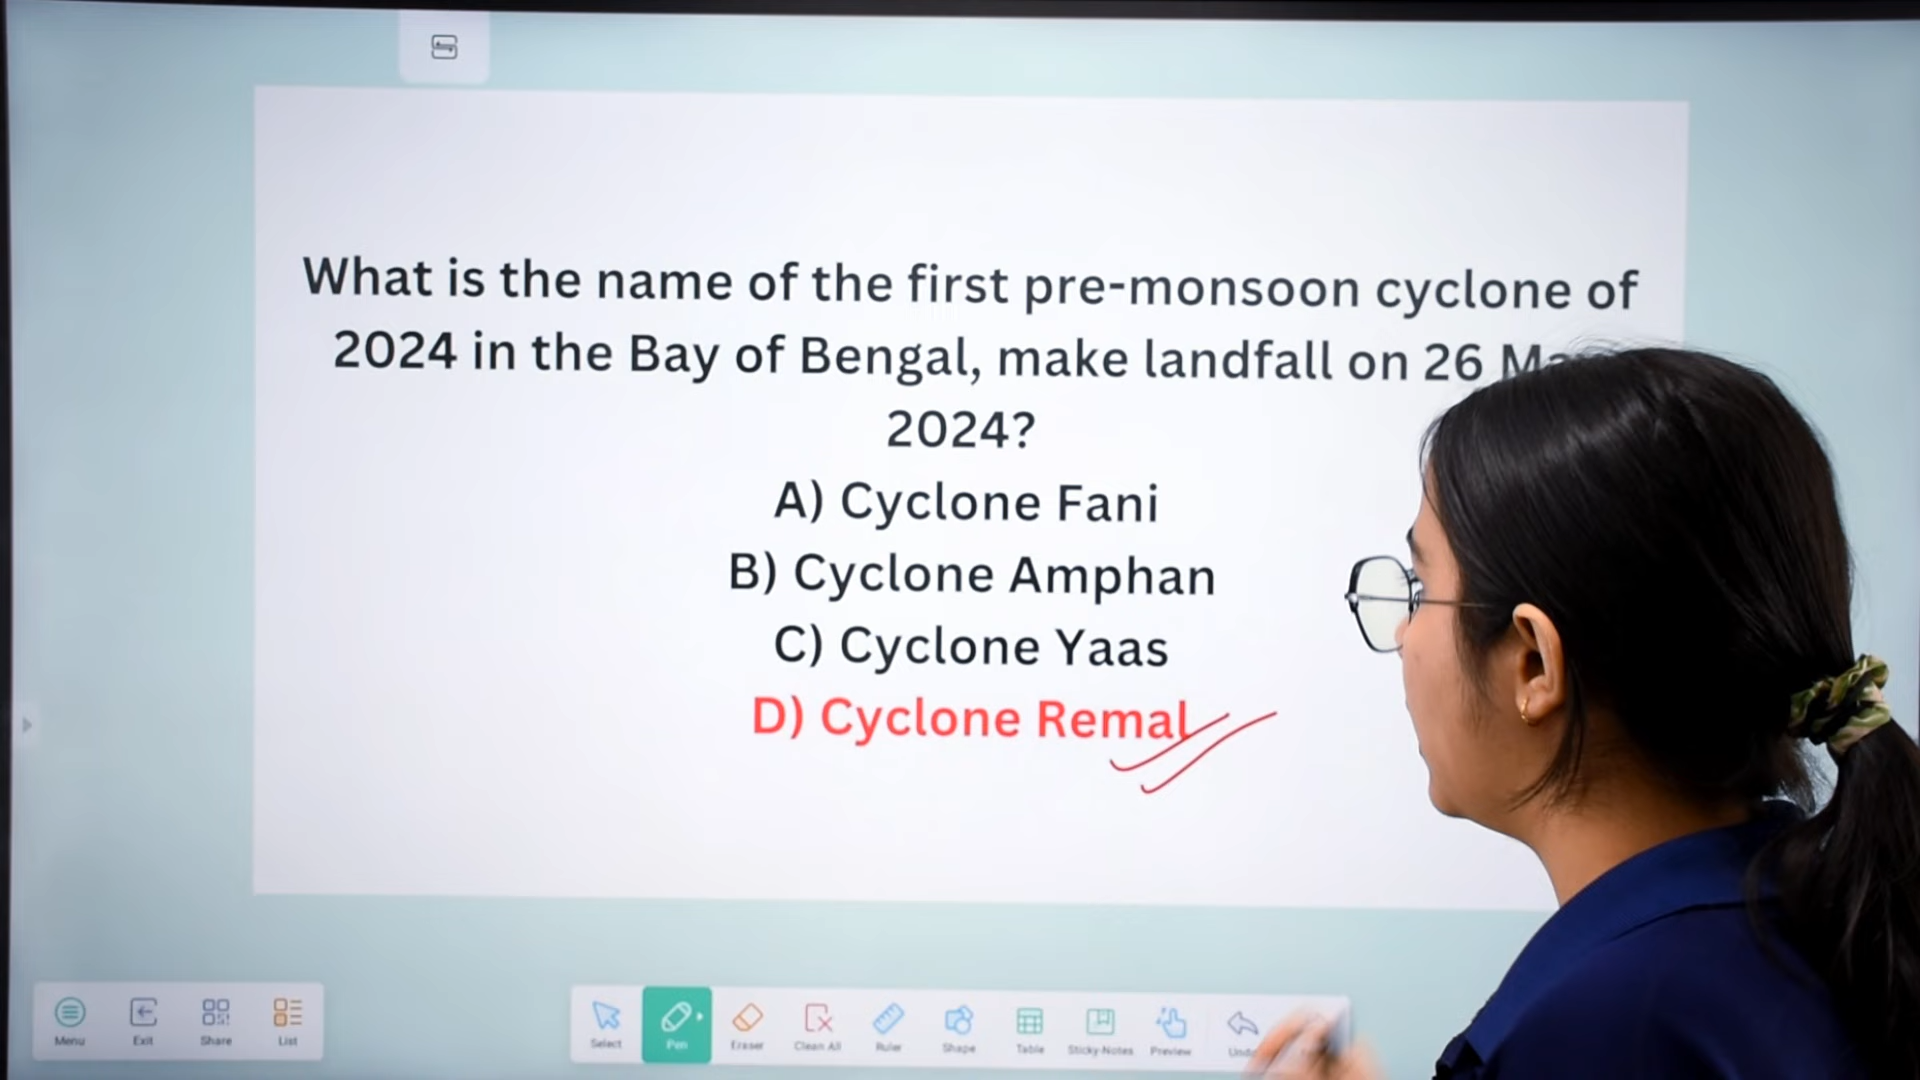 What is the name of the first pre-monsoon cyclone of
2024 in the Bay of Bengal, make landfall on 26
2024?
A) Cyclone Fani
B) Cyclone Amphan
C) Cyclone Yaas
D) Cyclone Remal
Menu Exit Share List
Select Pen Eraser Clean All Ruler Shape Table Sticky-Notes Preview